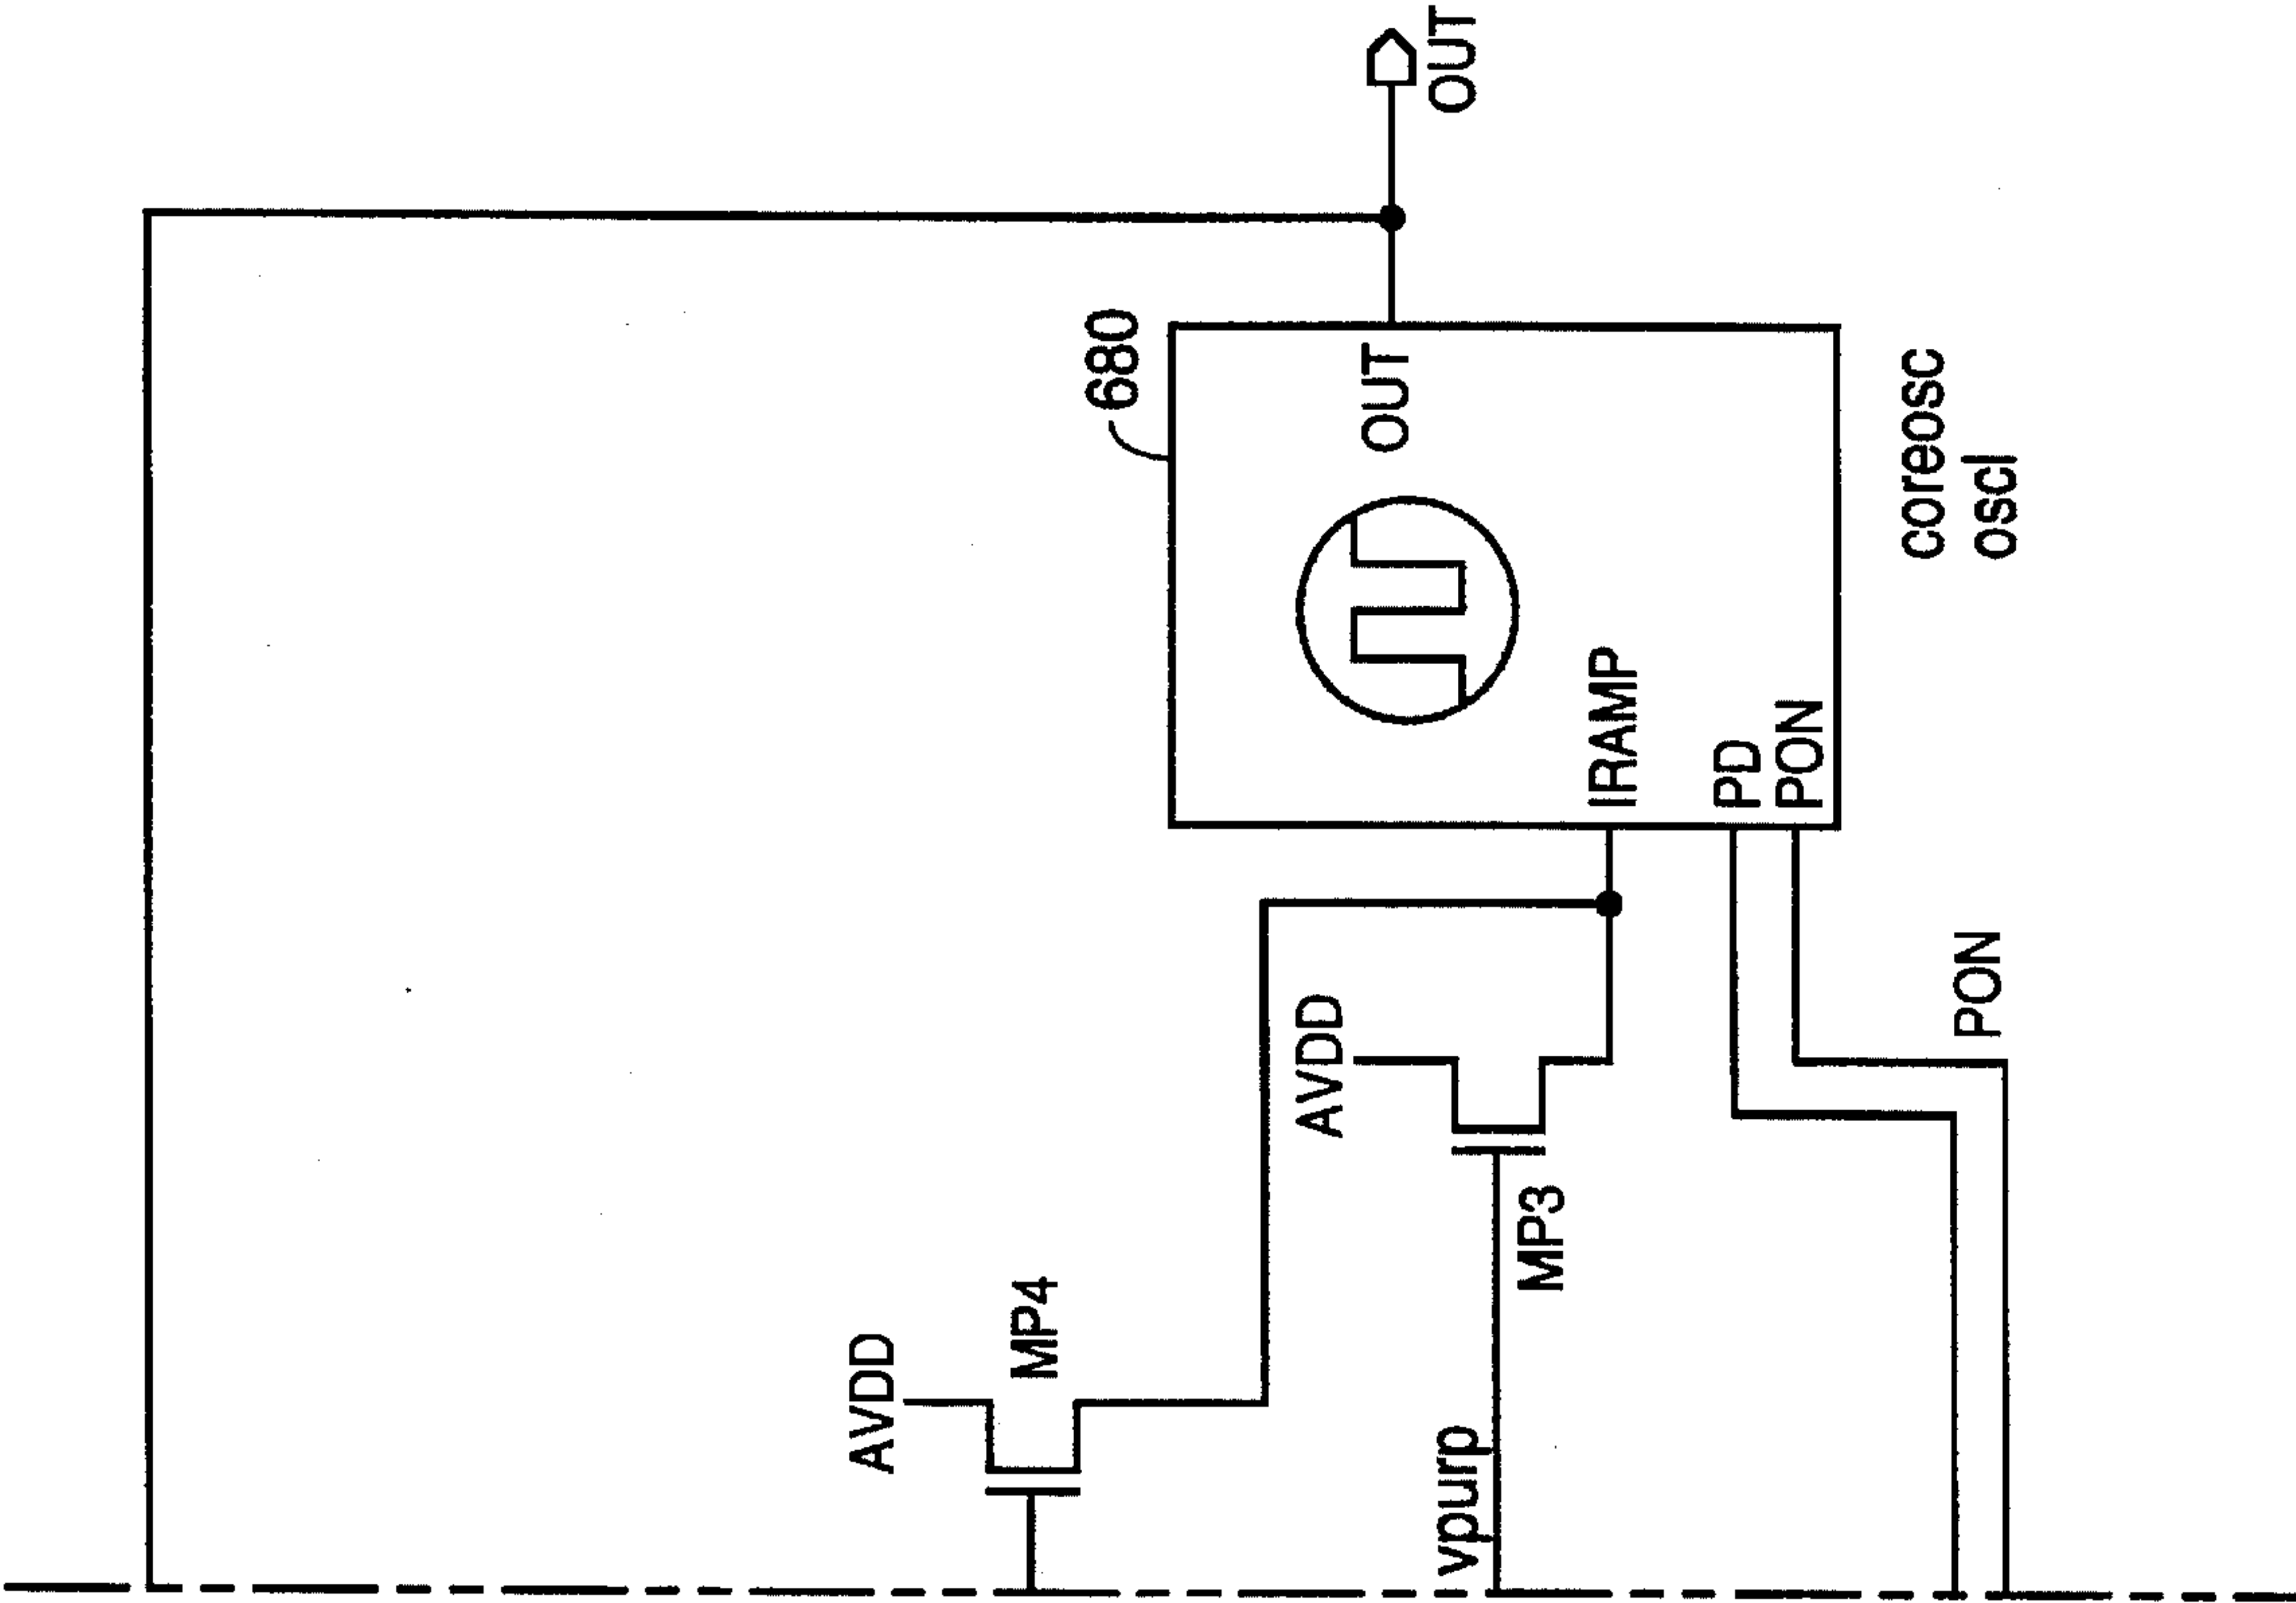 AVDD
MP4
680
AVDD
OUT
OUT
vpurp
MP3
IRAMP
PD
PON
coreosc
PON
oscl